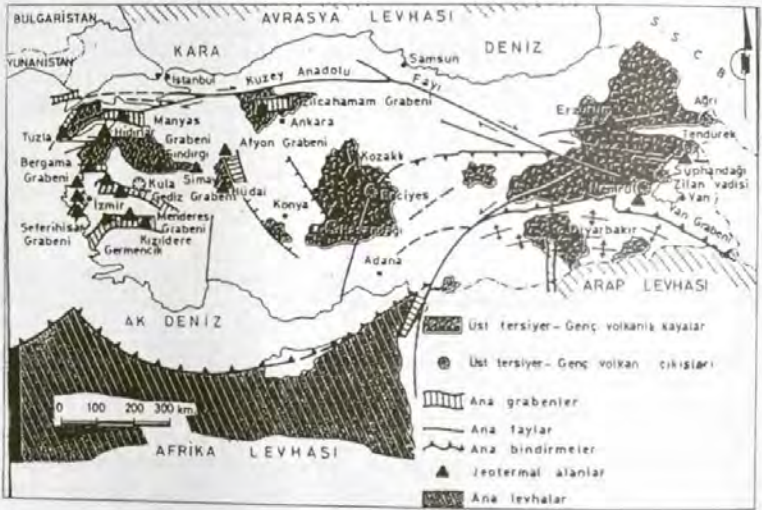 BULGARİSTAN
AVRASYA LEVHASI
YUNANİSTAN
KARA
DENİZ
S S C B
Samsun
İstanbul
Kuzey Anadolu
Fayı
Kızılcahamam Grabeni
Ankara
Manyas
Grabeni
Hıdırlar
Tuzla
Sındırgı
Afyon Grabeni
Bergama
Grabeni
Kula
Simav
Hüdai
Gediz Grabeni
İzmir
Menderes
Grabeni
Seferihisar
Grabeni
Kızıldere
Germencik
Konya
Kozaklı
Erciyes
Adana
Erzurum
Ağrı
Tendürek
Suphandağı
Zilan vadisi
Nemrut
Van
Van Grabeni
Diyarbakır
ARAP LEVHASI
AK DENİZ
0 100 200 300 km.
AFRİKA LEVHASI
Üst tersiyer - Genç volkanik kayalar
Üst tersiyer - Genç volkan çıkışları
Ana grabenler
Ana faylar
Ana bindirmeler
Jeotermal alanlar
Ana levhalar